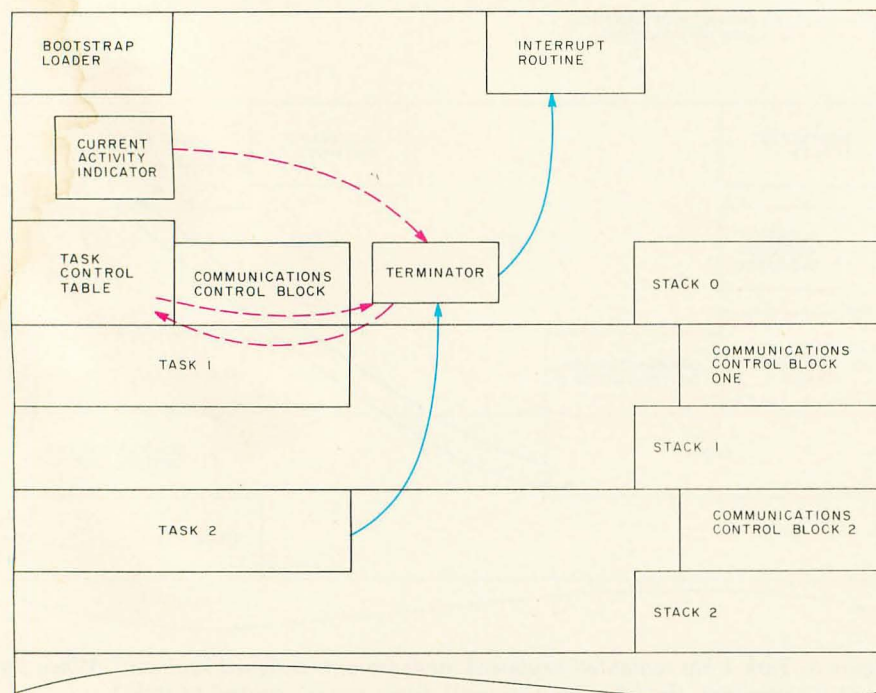 BOOTSTRAP
LOADER
INTERRUPT
ROUTINE
CURRENT
ACTIVITY
INDICATOR
TASK
CONTROL
TABLE
COMMUNICATIONS
CONTROL BLOCK
TERMINATOR
STACK 0
TASK 1
COMMUNICATIONS
CONTROL BLOCK
ONE
STACK 1
TASK 2
COMMUNICATIONS
CONTROL BLOCK 2
STACK 2